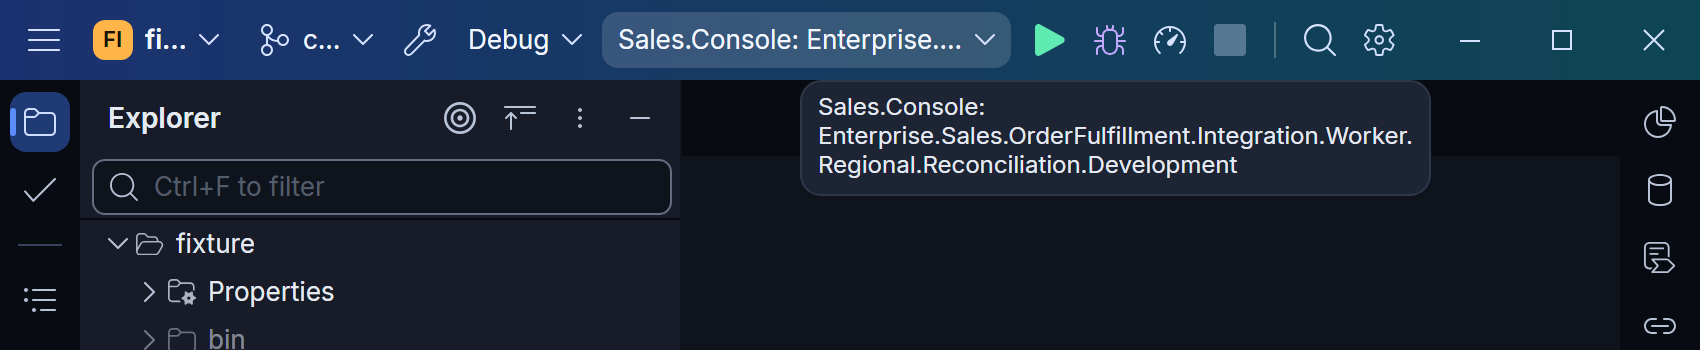 FI fi... c... Debug Sales.Console: Enterprise....
Explorer
Ctrl+F to filter
fixture
Properties
bin
Sales.Console:
Enterprise.Sales.OrderFulfillment.Integration.Worker.
Regional.Reconciliation.Development